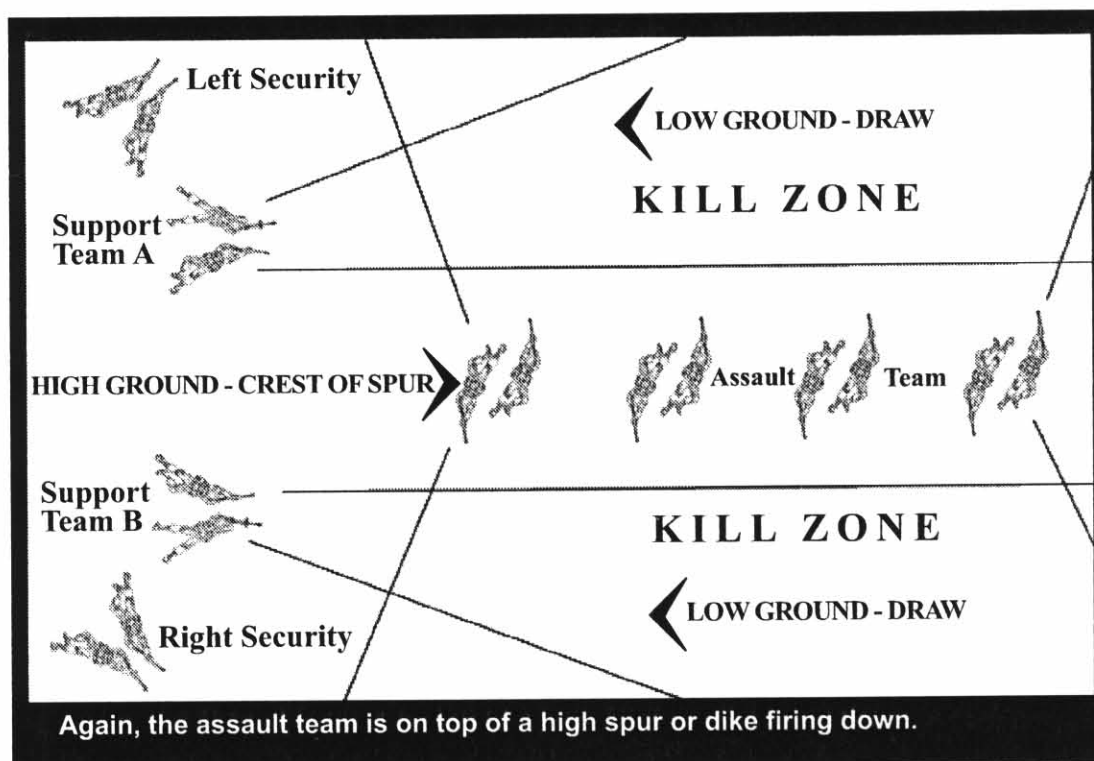 Left Security
LOW GROUND - DRAW
KILL ZONE
Support
Team A
HIGH GROUND - CREST OF SPUR
Assault Team
Support
Team B
KILL ZONE
LOW GROUND - DRAW
Right Security
Again, the assault team is on top of a high spur or dike firing down.